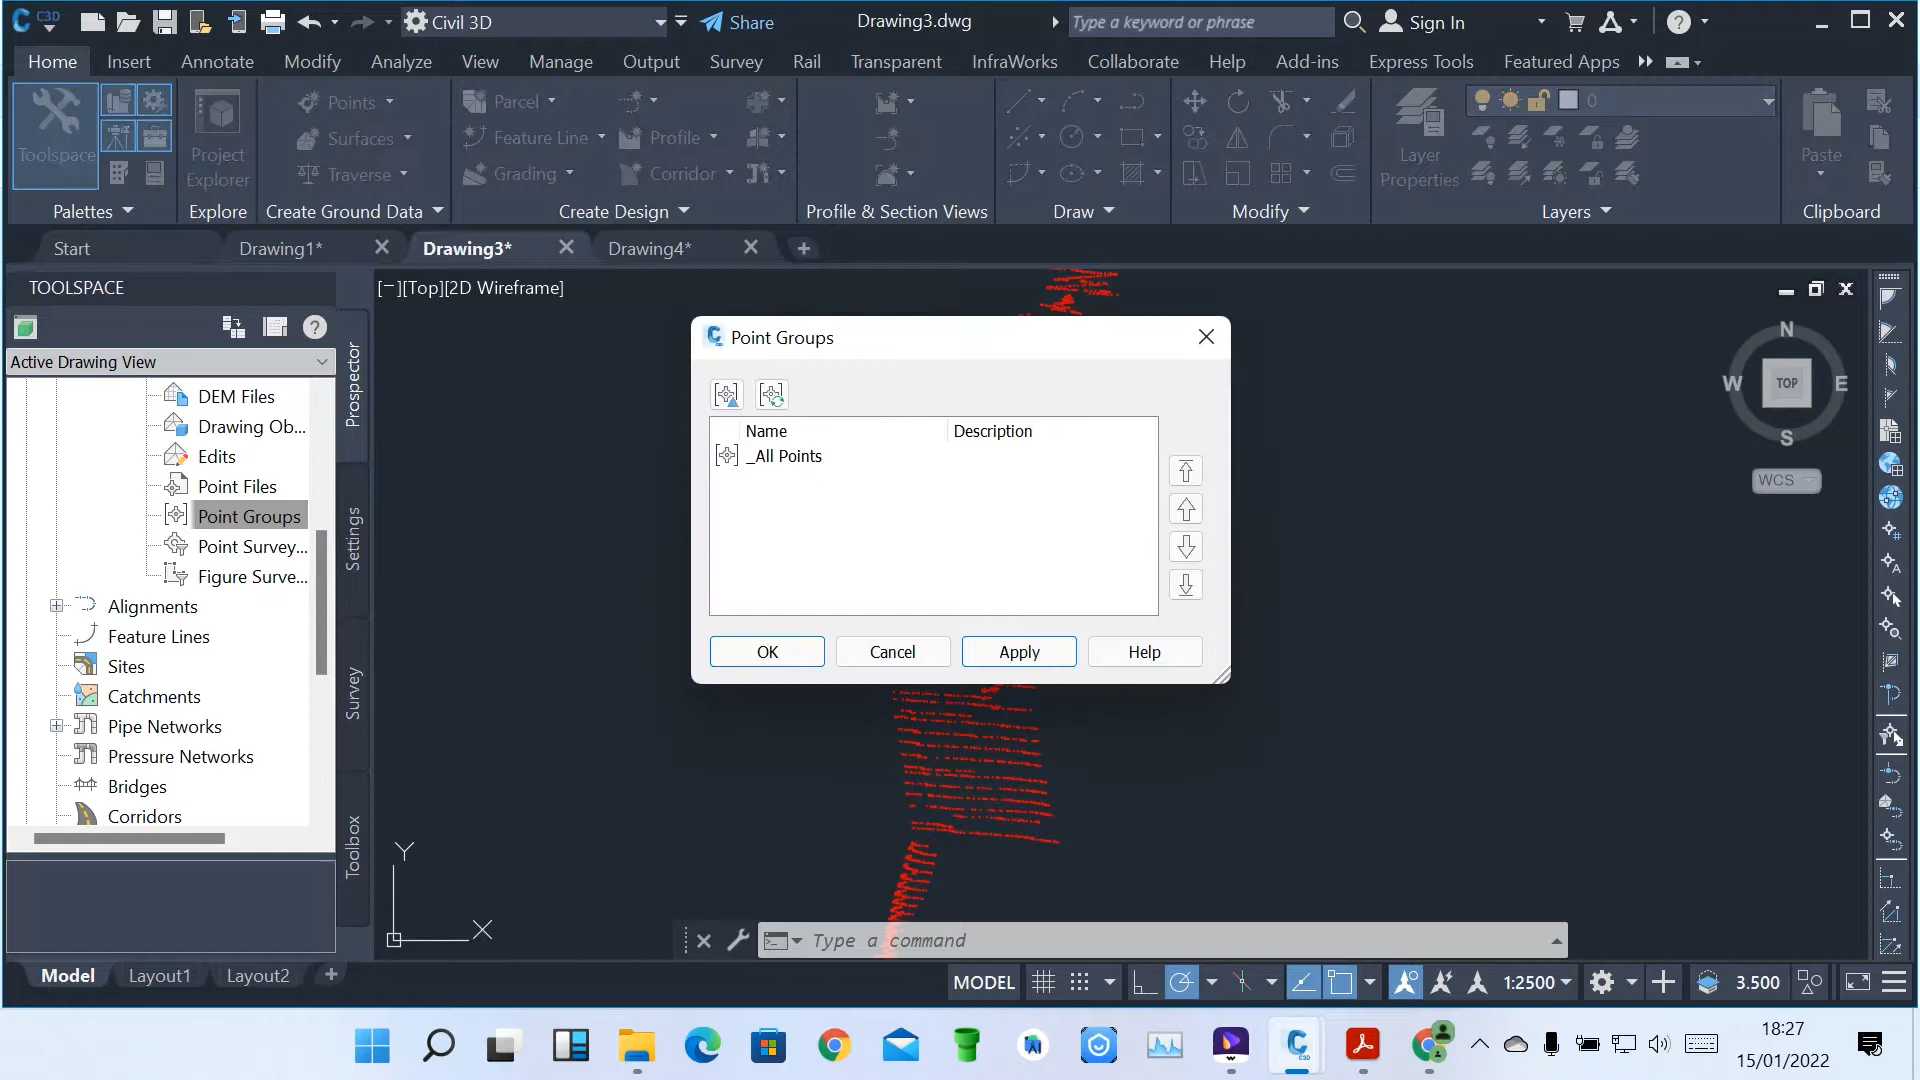 C3D
Civil 3D
Share
Drawing3.dwg
Type a keyword or phrase
Sign In
Home
Insert
Annotate
Modify
Analyze
View
Manage
Output
Survey
Rail
Transparent
InfraWorks
Collaborate
Help
Add-ins
Express Tools
Featured Apps
Toolspace
Project
Explorer
Points
Surfaces
Traverse
Parcel
Feature Line
Grading
Profile
Corridor
Layer
Properties
0
Paste
Palettes
Explore
Create Ground Data
Create Design
Profile & Section Views
Draw
Modify
Layers
Clipboard
Start
Drawing1*
Drawing3*
Drawing4*
TOOLSPACE
Active Drawing View
DEM Files
Drawing Ob...
Edits
Point Files
Point Groups
Point Survey...
Figure Surve...
Alignments
Feature Lines
Sites
Catchments
Pipe Networks
Pressure Networks
Bridges
Corridors
Prospector
Settings
Survey
Toolbox
[−][Top][2D Wireframe]
Point Groups
Name
Description
_All Points
OK
Cancel
Apply
Help
N
W
TOP
E
S
WCS
Y
X
Type a command
Model
Layout1
Layout2
MODEL
1:2500
3.500
18:27
15/01/2022